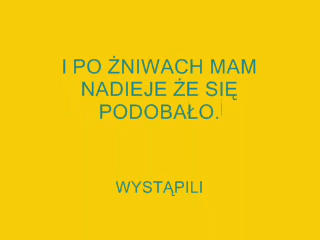 I PO ŻNIWACH MAM
NADIEJE ŻE SIĘ
PODOBAŁO.
WYSTĄPILI